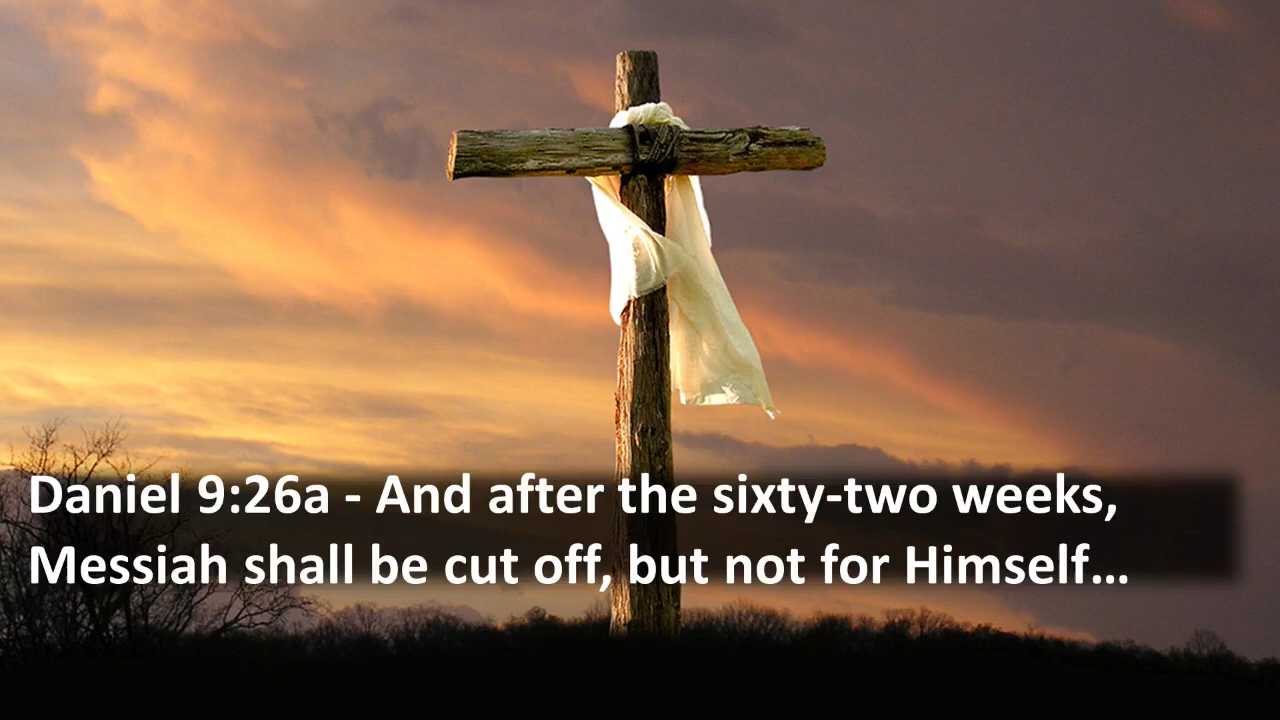 Daniel 9:26a - And after the sixty-two weeks,
Messiah shall be cut off, but not for Himself…